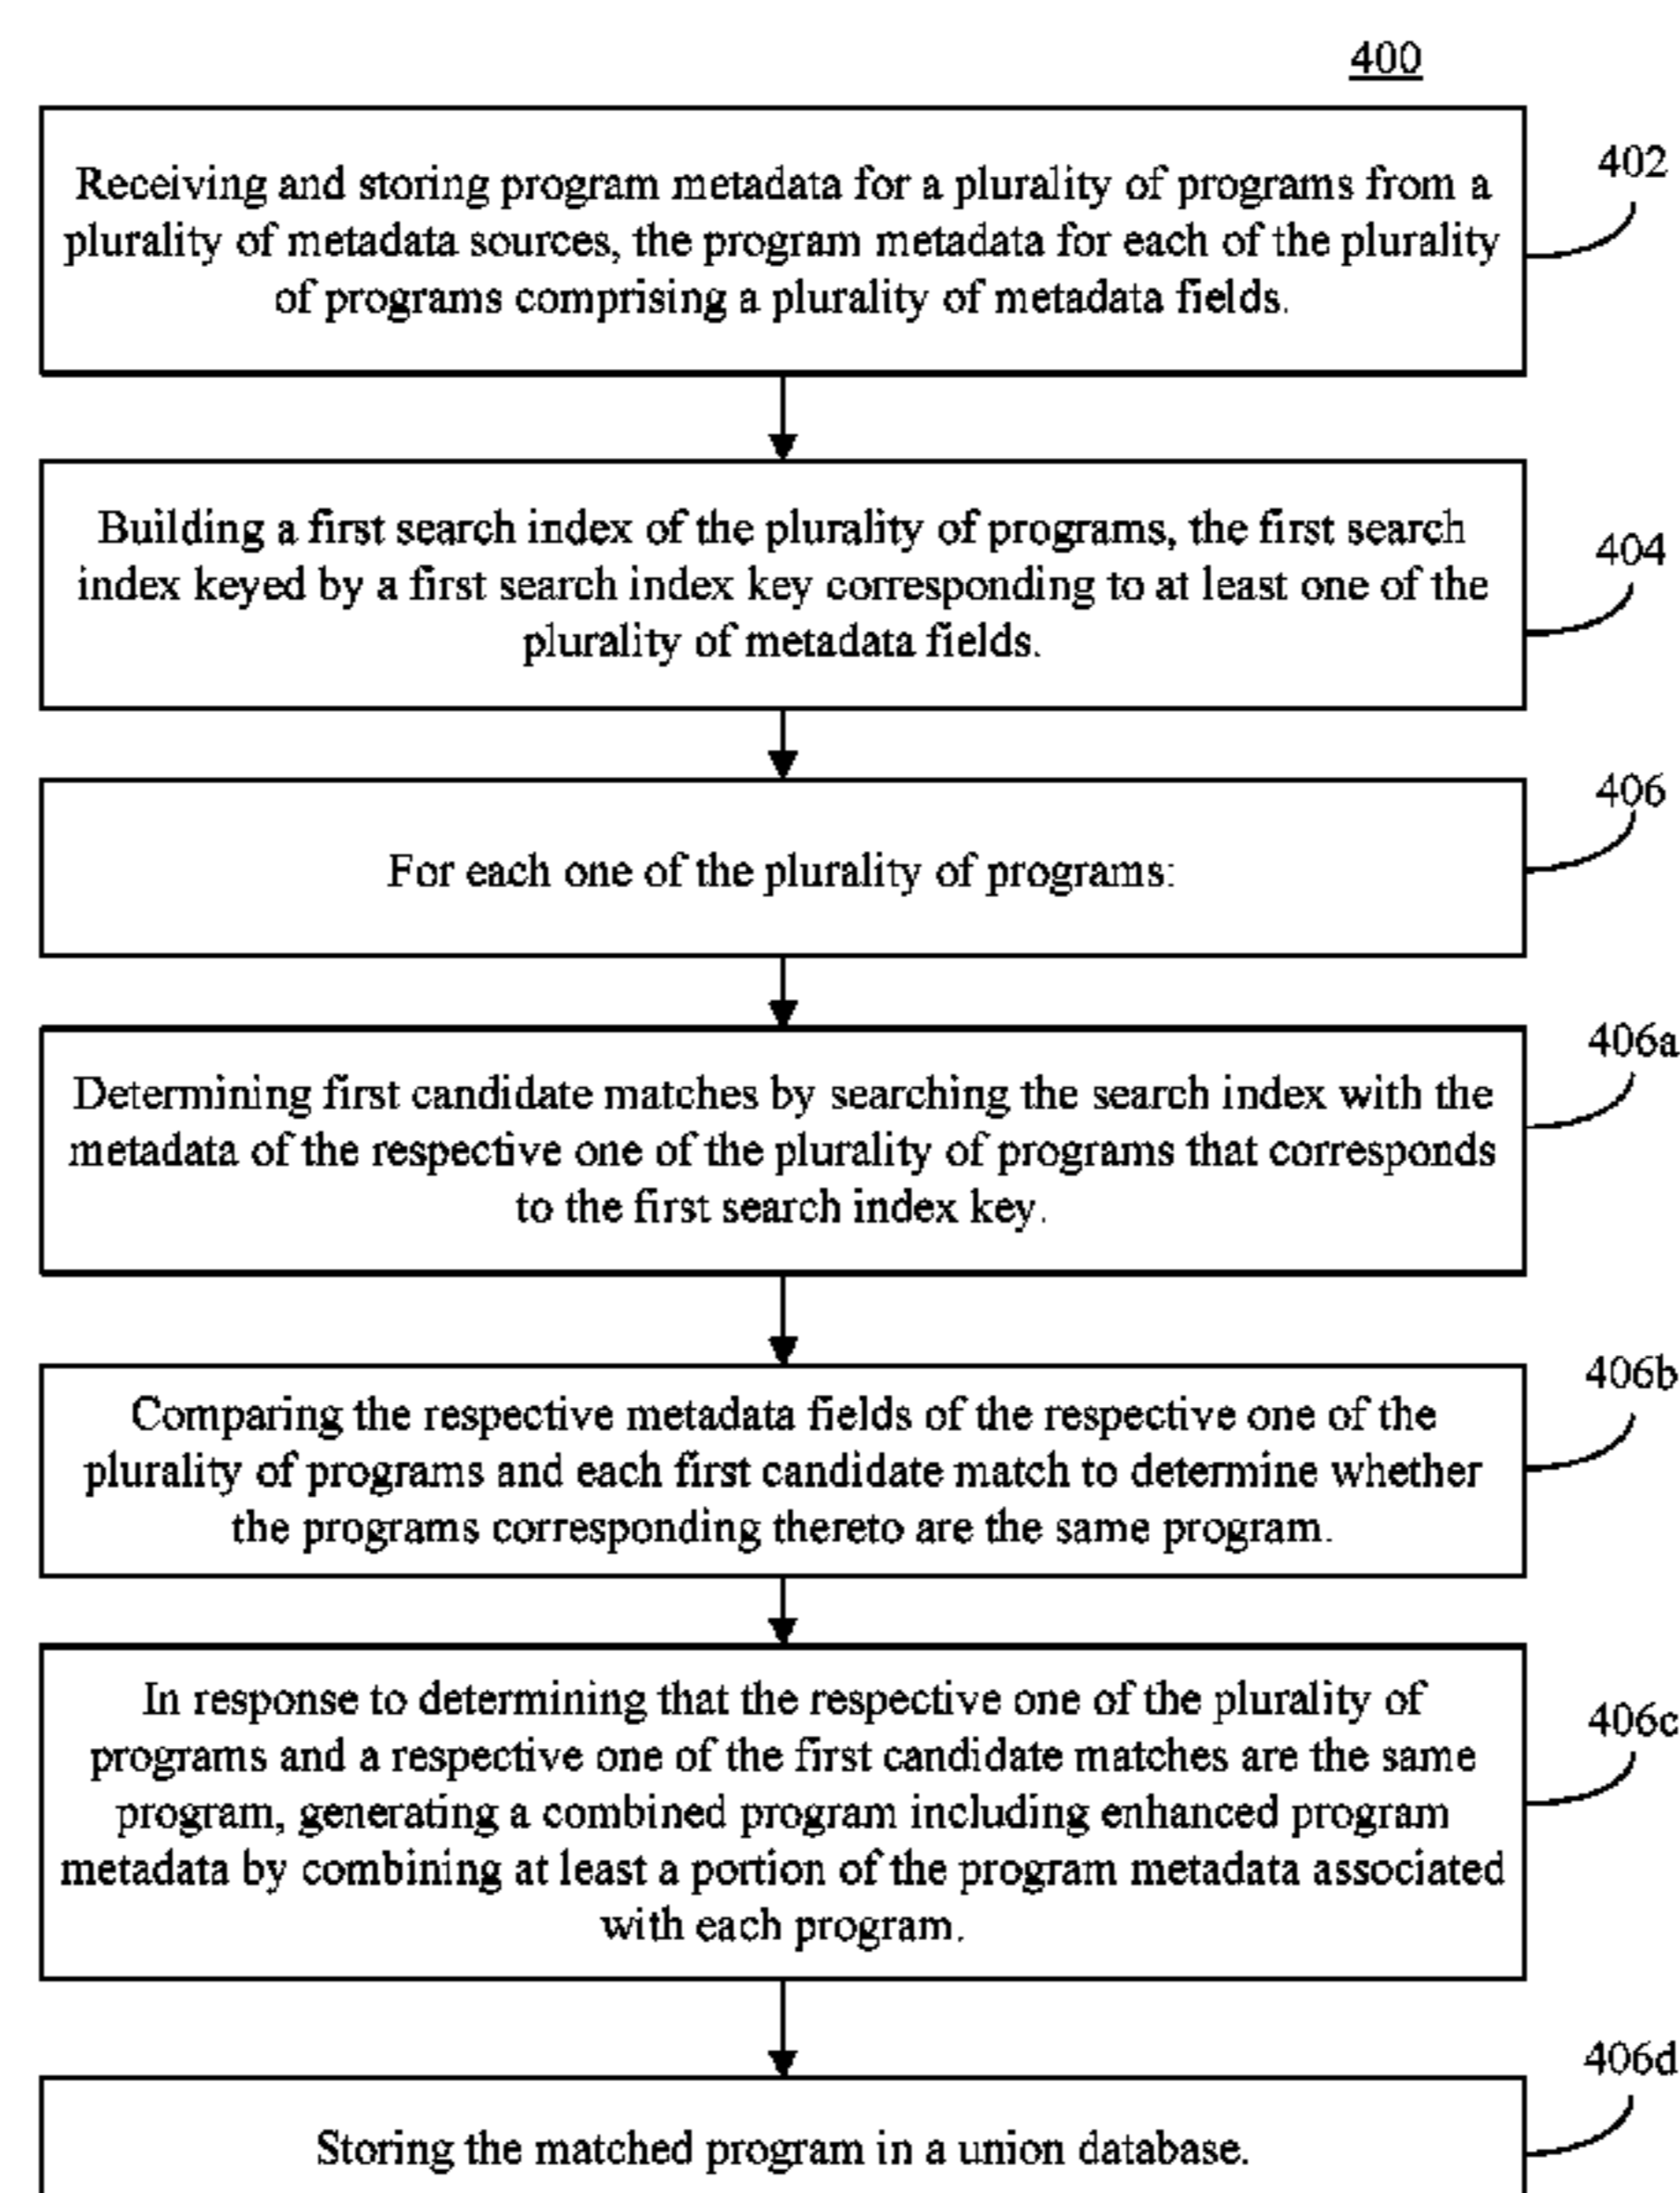 400
Receiving and storing program metadata for a plurality of programs from a
plurality of metadata sources, the program metadata for each of the plurality
of programs comprising a plurality of metadata fields.
402
Building a first search index of the plurality of programs, the first search
index keyed by a first search index key corresponding to at least one of the
plurality of metadata fields.
404
For each one of the plurality of programs:
406
Determining first candidate matches by searching the search index with the
metadata of the respective one of the plurality of programs that corresponds
to the first search index key.
406a
Comparing the respective metadata fields of the respective one of the
plurality of programs and each first candidate match to determine whether
the programs corresponding thereto are the same program.
406b
In response to determining that the respective one of the plurality of
programs and a respective one of the first candidate matches are the same
program, generating a combined program including enhanced program
metadata by combining at least a portion of the program metadata associated
with each program.
406c
Storing the matched program in a union database.
406d